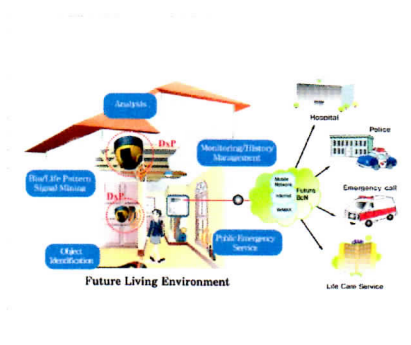 Analysis
Hospital
DxP
Police
Monitoring/History
Management
Bio/Life Pattern
Signal Mining
Mobile
Network
Future
BcN
Internet
Emergency call
DxP
WiMAX
Public Emergency
Service
Object
Identification
Life Care Service
Future Living Environment